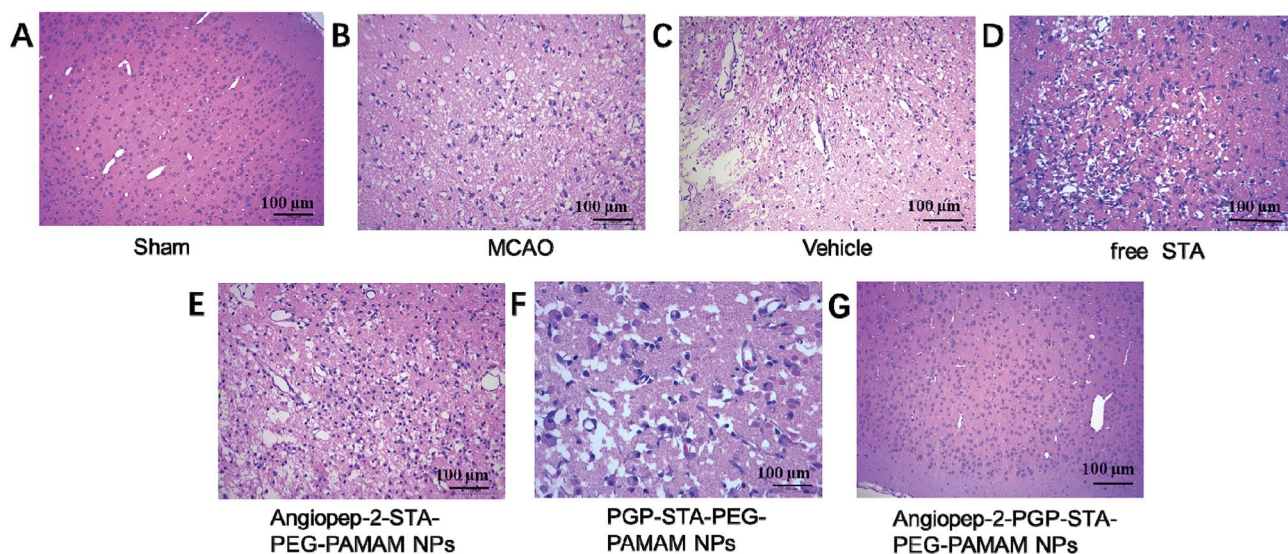 A
B
C
D
100 µm
100 µm
100 µm
100 µm
Sham
MCAO
Vehicle
free STA
E
F
G
100 µm
100 µm
100 µm
Angiopep-2-STA-
PEG-PAMAM NPs
PGP-STA-PEG-
PAMAM NPs
Angiopep-2-PGP-STA-
PEG-PAMAM NPs